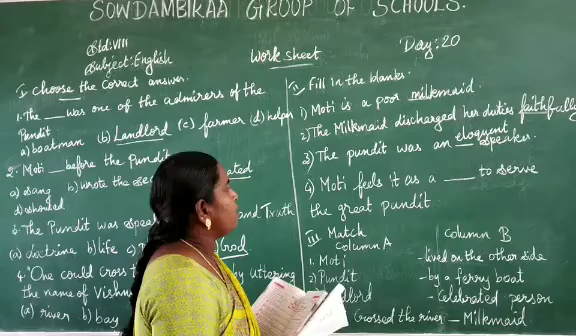 SOWDAMBIKAA GROUP OF SCHOOLS.
Std: VIII
Subject: English
Work sheet
Day: 20
I, Choose the correct answer.
1. The ___ was one of the admirers of the
Pundit
a) boatman b) Landlord (c) farmer (d) helper
2. Moti ___ before the Pundit
a) sang b) wrote the
d) shouted
3. The Pundit was and Truth
(a) doctrine b) life God
4. "One could cross by uttering
the name of
(a) river b) bay
II, Fill in the blanks.
1) Moti is a poor milkmaid.
2) The Milkmaid discharged her duties faithfully
3) The pundit was an eloquent speaker.
4) Moti feels it as a ___ to serve
the great pundit.
III Match
Column A Column B
1. Moti - lived on the other side
2) Pundit - by a ferry boat
- Celebrated person
Crossed the river - Milkmaid